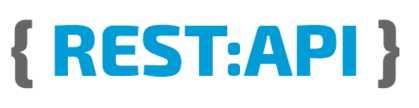 { REST:API }